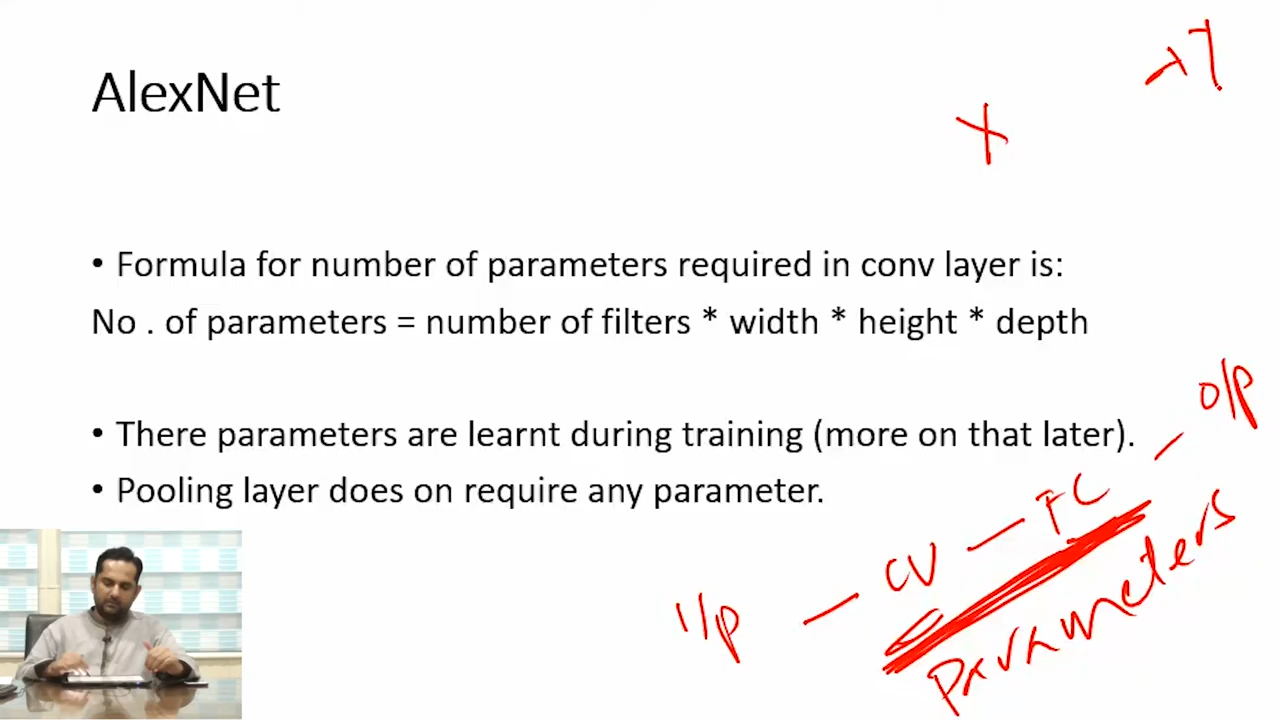 AlexNet
→ Y
X
• Formula for number of parameters required in conv layer is:
No . of parameters = number of filters * width * height * depth
• There parameters are learnt during training (more on that later).
• Pooling layer does on require any parameter.
I/p — CV — FC — O/p
Parameters